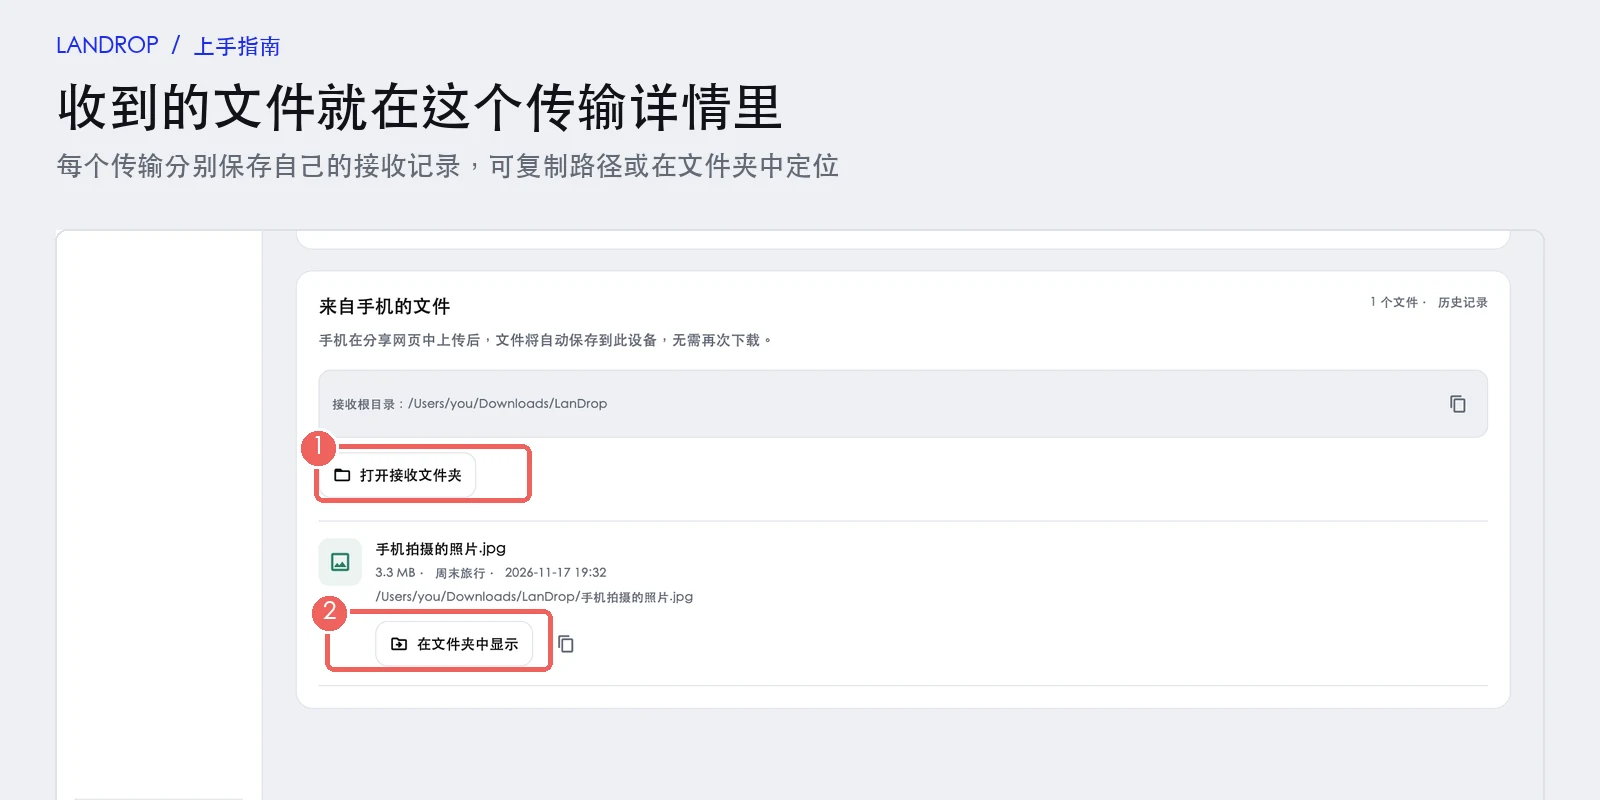 LANDROP / 上手指南
收到的文件就在这个传输详情里
每个传输分别保存自己的接收记录，可复制路径或在文件夹中定位
来自手机的文件
1 个文件 · 历史记录
手机在分享网页中上传后，文件将自动保存到此设备，无需再次下载。
接收根目录：/Users/you/Downloads/LanDrop
1
打开接收文件夹
手机拍摄的照片.jpg
3.3 MB · 周末旅行 · 2026-11-17 19:32
/Users/you/Downloads/LanDrop/手机拍摄的照片.jpg
2
在文件夹中显示